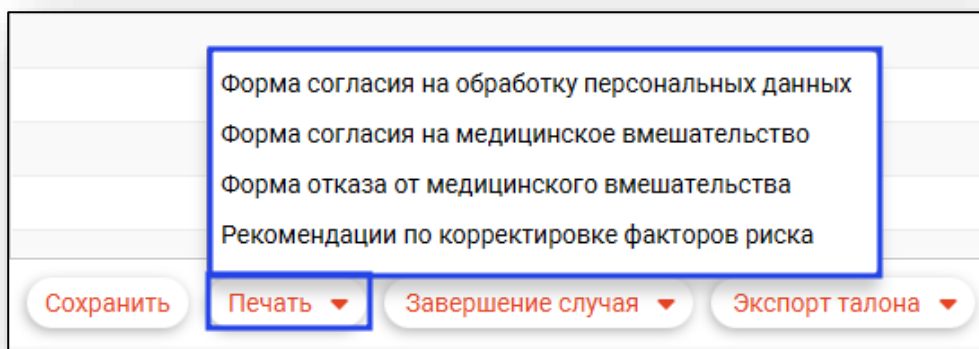 Форма согласия на обработку персональных данных
Форма согласия на медицинское вмешательство
Форма отказа от медицинского вмешательства
Рекомендации по корректировке факторов риска
Сохранить Печать Завершение случая Экспорт талона